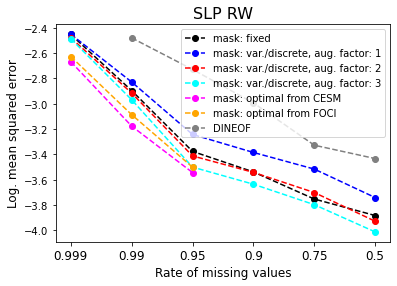 SLP RW
Log. mean squared error
−2.4
−2.6
−2.8
−3.0
−3.2
−3.4
−3.6
−3.8
−4.0
mask: fixed
mask: var./discrete, aug. factor: 1
mask: var./discrete, aug. factor: 2
mask: var./discrete, aug. factor: 3
mask: optimal from CESM
mask: optimal from FOCI
DINEOF
0.999 0.99 0.95 0.9 0.75 0.5
Rate of missing values